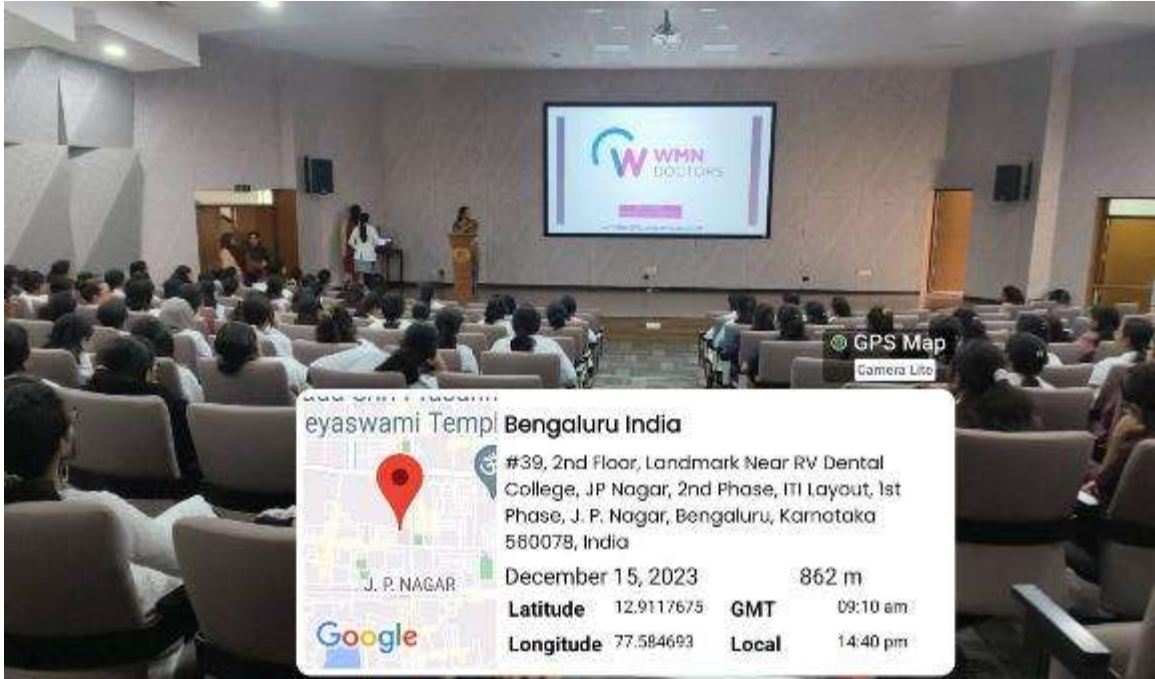 WMN
DOCTORS
GPS Map
Camera Lite
eyaswami Templ
J. P. NAGAR
Google
Bengaluru India
#39, 2nd Floor, Landmark Near RV Dental
College, JP Nagar, 2nd Phase, ITI Layout, 1st
Phase, J. P. Nagar, Bengaluru, Karnataka
560078, India
December 15, 2023 862 m
Latitude 12.9117675 GMT 09:10 am
Longitude 77.584693 Local 14:40 pm